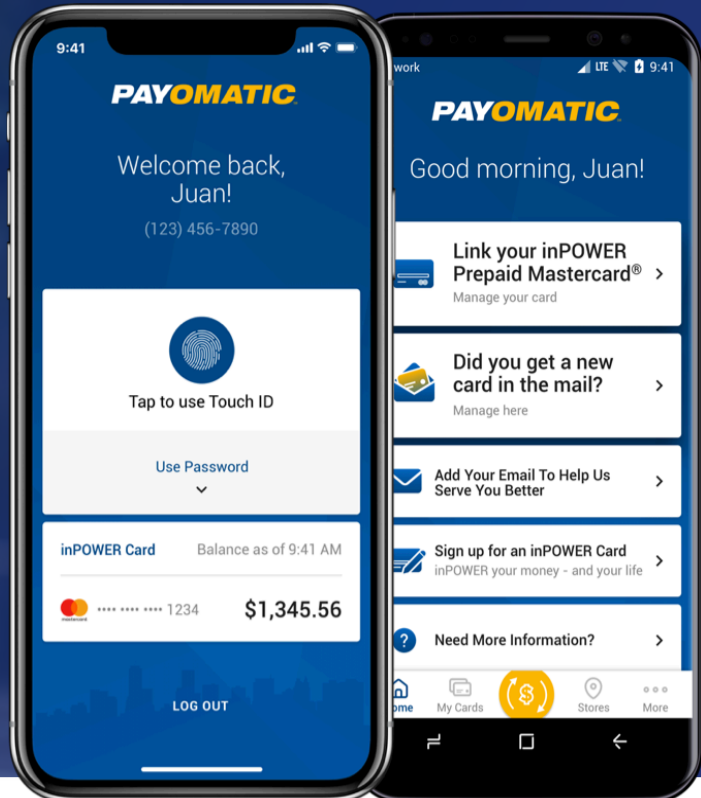 9:41
PAYOMATIC
Welcome back,
Juan!
(123) 456-7890
Tap to use Touch ID
Use Password
inPOWER Card
Balance as of 9:41 AM
mastercard
•••• •••• •••• 1234
$1,345.56
LOG OUT
work
LTE
9:41
PAYOMATIC
Good morning, Juan!
Link your inPOWER
Prepaid Mastercard®
Manage your card
Did you get a new
card in the mail?
Manage here
Add Your Email To Help Us
Serve You Better
Sign up for an inPOWER Card
inPOWER your money - and your life
?
Need More Information?
ome
My Cards
$
Stores
More